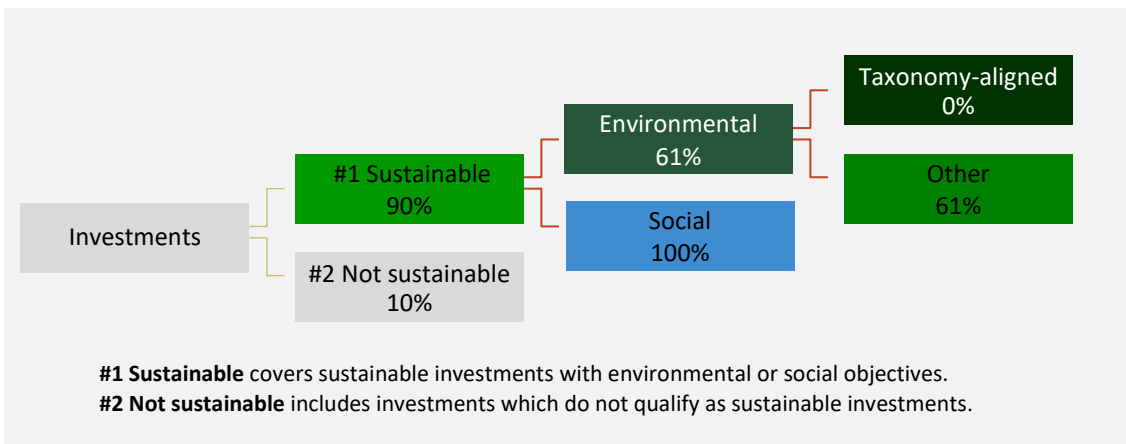 Investments
#1 Sustainable
90%
#2 Not sustainable
10%
Environmental
61%
Social
100%
Taxonomy-aligned
0%
Other
61%
#1 Sustainable covers sustainable investments with environmental or social objectives.
#2 Not sustainable includes investments which do not qualify as sustainable investments.